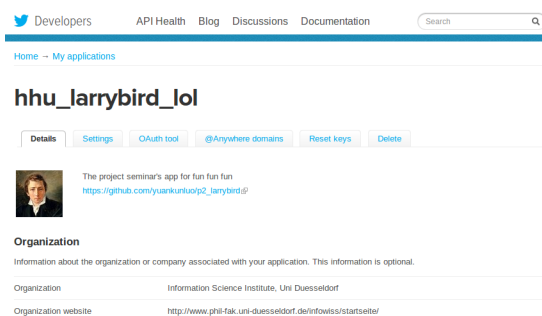 Developers API Health Blog Discussions Documentation Search
Home → My applications
hhu_larrybird_lol
Details Settings OAuth tool @Anywhere domains Reset keys Delete
The project seminar's app for fun fun fun
https://github.com/yuankunluo/p2_larrybird
Organization
Information about the organization or company associated with your application. This information is optional.
Organization Information Science Institute, Uni Duesseldorf
Organization website http://www.phil-fak.uni-duesseldorf.de/infowiss/startseite/